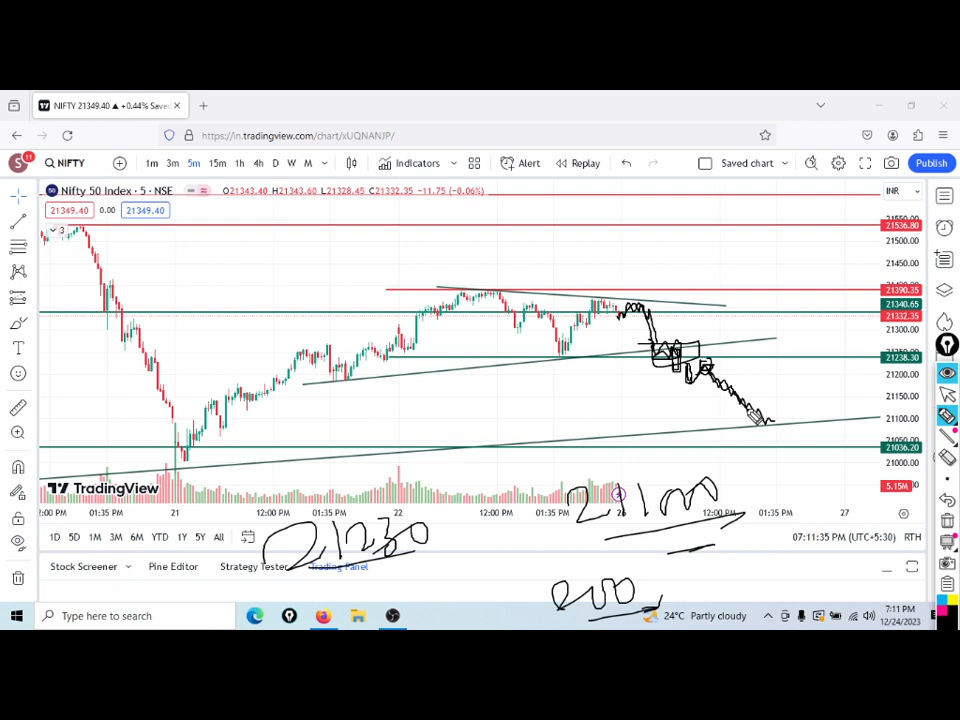 NIFTY 21349.40 ▲ +0.44% Saved
https://in.tradingview.com/chart/xUQNANJP/
S 11 NIFTY 1m 3m 5m 15m 1h 4h D W M Indicators Alert Replay Saved chart Publish
50 Nifty 50 Index · 5 · NSE O21343.40 H21343.60 L21328.45 C21332.35 -11.75 (-0.06%) INR
21349.40 0.00 21349.40
3
21536.80
21500.00
21450.00
21390.35
21340.65
21332.35
21300.00
21238.30
21200.00
21150.00
21100.00
21050.00
21036.20
21000.00
5.15M
TradingView
2:00 PM 01:35 PM 21 12:00 PM 01:35 PM 22 12:00 PM 01:35 PM 12:00 PM 01:35 PM 27
21230
200
1D 5D 1M 3M 6M YTD 1Y 5Y All 07:11:35 PM (UTC+5:30) RTH
Stock Screener Pine Editor Strategy Tester Trading Panel
Type here to search 24°C Partly cloudy 7:11 PM
12/24/2023